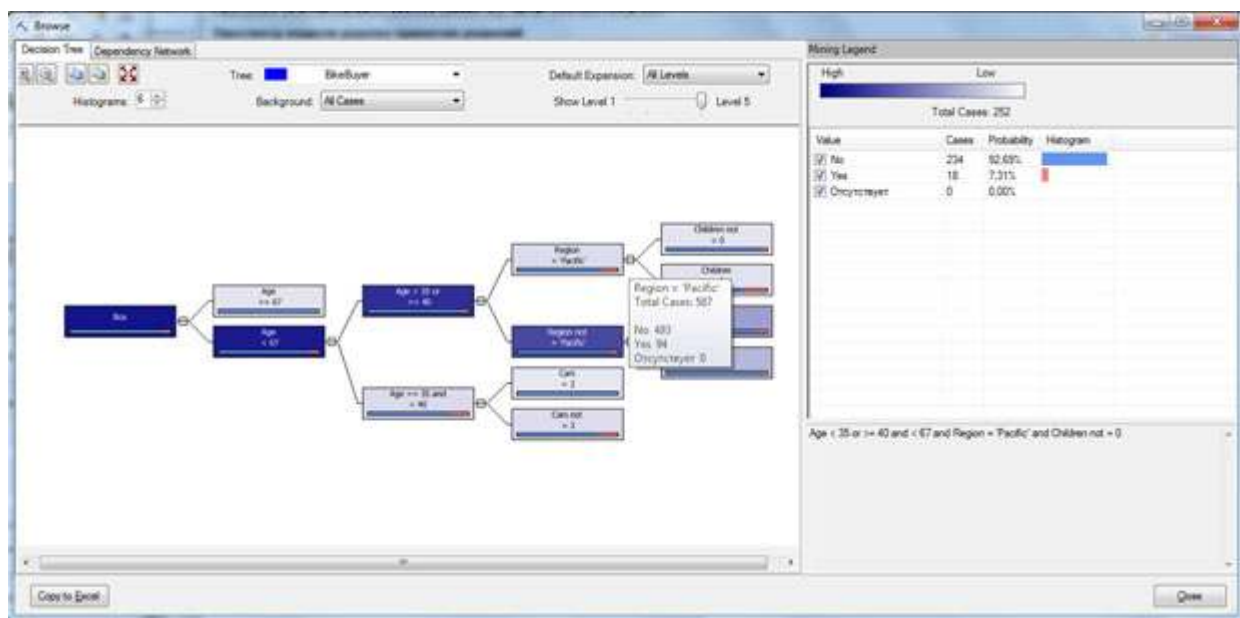 Browse
Decision Tree Dependency Network
Tree: BikeBuyer
Default Expansion: All Levels
Histograms: 6
Background: All Cases
Show Level 1
Level 5
Все
Age
>= 67
Age
< 67
Age < 35 or
>= 40
Age >= 35 and
< 40
Region
= 'Pacific'
Region not
= 'Pacific'
Cars
Cars not
Children not
= 0
Children
Region = 'Pacific'
Total Cases: 587
No: 493
Yes: 94
Отсутствует: 0
Mining Legend
High Low
Total Cases: 252
Value Cases Probability Histogram
No 234 92,69%
Yes 18 7,31%
Отсутствует 0 0,00%
Age < 35 or >= 40 and < 67 and Region = 'Pacific' and Children not = 0
Copy to Excel
Close